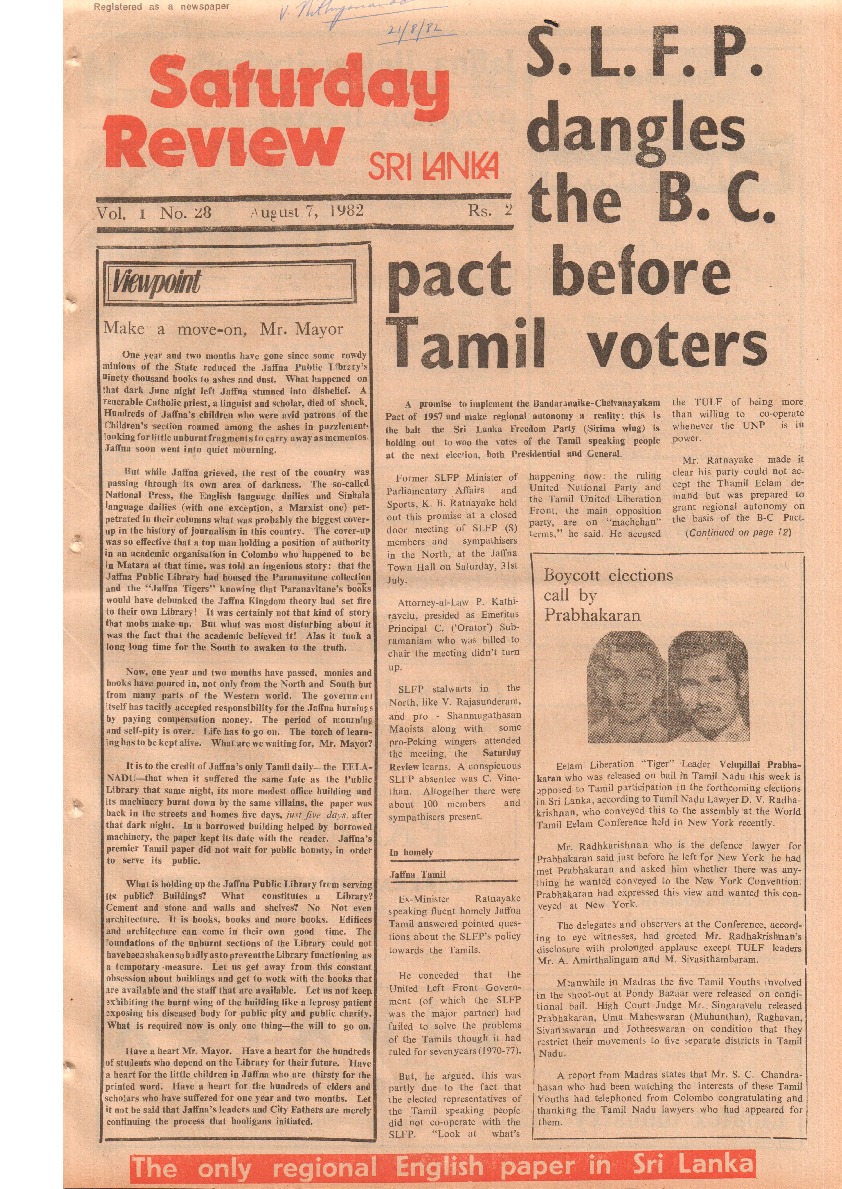 Registered as a newspaper
21/8/82
Saturday
Review
SRI LANKA
Vol. 1 No. 28 August 7, 1982 Rs. 2
S. L. F. P.
dangles
the B. C.
pact before
Tamil voters
Viewpoint
Make a move-on, Mr. Mayor
One year and two months have gone since some rowdy
minions of the State reduced the Jaffna Public Library's
ninety thousand books to ashes and dust. What happened on
that dark June night left Jaffna stunned into disbelief. A
venerable Catholic priest, a linguist and scholar, died of shock,
Hundreds of Jaffna's children who were avid patrons of the
Children's section roamed among the ashes in puzzlement-
looking for little unburnt fragments to carry away as mementos.
Jaffna soon went into quiet mourning.
But while Jaffna grieved, the rest of the country was
passing through its own area of darkness. The so-called
National Press, the English language dailies and Sinhala
language dailies (with one exception, a Marxist one) per-
petrated in their columns what was probably the biggest cover-
up in the history of journalism in this country. The cover-up
was so effective that a top man holding a position of authority
in an academic organisation in Colombo who happened to be
in Matara at that time, was told an ingenious story: that the
Jaffna Public Library had housed the Paranavitane collection
and the "Jaffna Tigers" knowing that Paranavitane's books
would have debunked the Jaffna Kingdom theory had set fire
to their own Library! It was certainly not that kind of story
that mobs make-up. But what was most disturbing about it
was the fact that the academic believed it! Alas it took a
long long time for the South to awaken to the truth.
Now, one year and two months have passed, monies and
books have poured in, not only from the North and South but
from many parts of the Western world. The government
itself has tacitly accepted responsibility for the Jaffna burnings
by paying compensation money. The period of mourning
and self-pity is over. Life has to go on. The torch of learn-
ing has to be kept alive. What are we waiting for, Mr. Mayor?
It is to the credit of Jaffna's only Tamil daily—the EELA-
NADU—that when it suffered the same fate as the Public
Library that same night, its more modest office building and
its machinery burnt down by the same villains, the paper was
back in the streets and homes five days, just five days, after
that dark night. In a borrowed building helped by borrowed
machinery, the paper kept its date with the reader. Jaffna's
premier Tamil paper did not wait for public bounty, in order
to serve its public.
What is holding up the Jaffna Public Library from serving
its public? Buildings? What constitutes a Library?
Cement and stone and walls and shelves? No Not even
architecture. It is books, books and more books. Edifices
and architecture can come in their own good time. The
foundations of the unburnt sections of the Library could not
have been shaken so badly as to prevent the Library functioning as
a temporary measure. Let us get away from this constant
obsession about buildings and get to work with the books that
are available and the staff that are available. Let us not keep
exhibiting the burnt wing of the building like a leprosy patient
exposing his diseased body for public pity and public charity.
What is required now is only one thing—the will to go on.
Have a heart Mr. Mayor. Have a heart for the hundreds
of students who depend on the Library for their future. Have
a heart for the little children in Jaffna who are thirsty for the
printed word. Have a heart for the hundreds of elders and
scholars who have suffered for one year and two months. Let
it not be said that Jaffna's leaders and City Fathers are merely
continuing the process that hooligans initiated.
A promise to implement the Bandaranaike-Chelvanayakam
Pact of 1957 and make regional autonomy a reality: this is
the bait the Sri Lanka Freedom Party (Sirima wing) is
holding out to woo the votes of the Tamil speaking people
at the next election, both Presidential and General.
Former SLFP Minister of
Parliamentary Affairs and
Sports, K. B. Ratnayake held
out this promise at a closed
door meeting of SLFP (S)
members and sympathisers
in the North, at the Jaffna
Town Hall on Saturday, 31st
July.
Attorney-al-Law P. Kathi-
ravelu, presided as Emeritus
Principal C. ('Orator') Sub-
ramaniam who was billed to
chair the meeting didn't turn
up.
SLFP stalwarts in the
North, like V. Rajasunderam,
and pro - Shanmugathasan
Maoists along with some
pro-Peking wingers attended
the meeting, the Saturday
Review learns. A conspicuous
SLFP absentee was C. Vino-
than. Altogether there were
about 100 members and
sympathisers present.
In homely
Jaffna Tamil
Ex-Minister Ratnayake
speaking fluent homely Jaffna
Tamil answered pointed ques-
tions about the SLFP's policy
towards the Tamils.
He conceded that the
United Left Front Govern-
ment (of which the SLFP
was the major partner) had
failed to solve the problems
of the Tamils though it had
ruled for seven years (1970-77).
But, he argued, this was
partly due to the fact that
the elected representatives of
the Tamil speaking people
did not co-operate with the
SLFP. "Look at what's
happening now: the ruling
United National Party and
the Tamil United Liberation
Front, the main opposition
party, are on "machchan"
terms," he said. He accused
the TULF of being more
than willing to co-operate
whenever the UNP is in
power.
Mr. Ratnayake made it
clear his party could not ac-
cept the Thamil Eelam de-
mand but was prepared to
grant regional autonomy on
the basis of the B-C Pact.
(Continued on page 12)
Boycott elections
call by
Prabhakaran
Eelam Liberation "Tiger" Leader Velupillai Prabha-
karan who was released on bail in Tamil Nadu this week is
opposed to Tamil participation in the forthcoming elections
in Sri Lanka, according to Tamil Nadu Lawyer D. V. Radha-
krishnan, who conveyed this to the assembly at the World
Tamil Eelam Conference held in New York recently.
Mr. Radhkurishnan who is the defence lawyer for
Prabhakaran said just before he left for New York he had
met Prabhakaran and asked him whether there was any-
thing he wanted conveyed to the New York Convention.
Prabhakaran had expressed this view and wanted this con-
veyed at New York.
The delegates and observers at the Conference, accord-
ing to eye witnesses, had greeted Mr. Radhakrishnan's
disclosure with prolonged applause except TULF leaders
Mr. A. Amirthalingam and M. Sivasithambaram.
Meanwhile in Madras the five Tamil Youths involved
in the shoot-out at Pondy Bazaar were released on condi-
tional bail. High Court Judge Mr. Singaravelu released
Prabhakaran, Uma Maheswaran (Muhunthan), Raghavan,
Sivaneswaran and Jotheeswaran on condition that they
restrict their movements to five separate districts in Tamil
Nadu.
A report from Madras states that Mr. S. C. Chandra-
hasan who had been watching the interests of these Tamil
Youths had telephoned from Colombo congratulating and
thanking the Tamil Nadu lawyers who had appeared for
them.
The only regional English paper in Sri Lanka